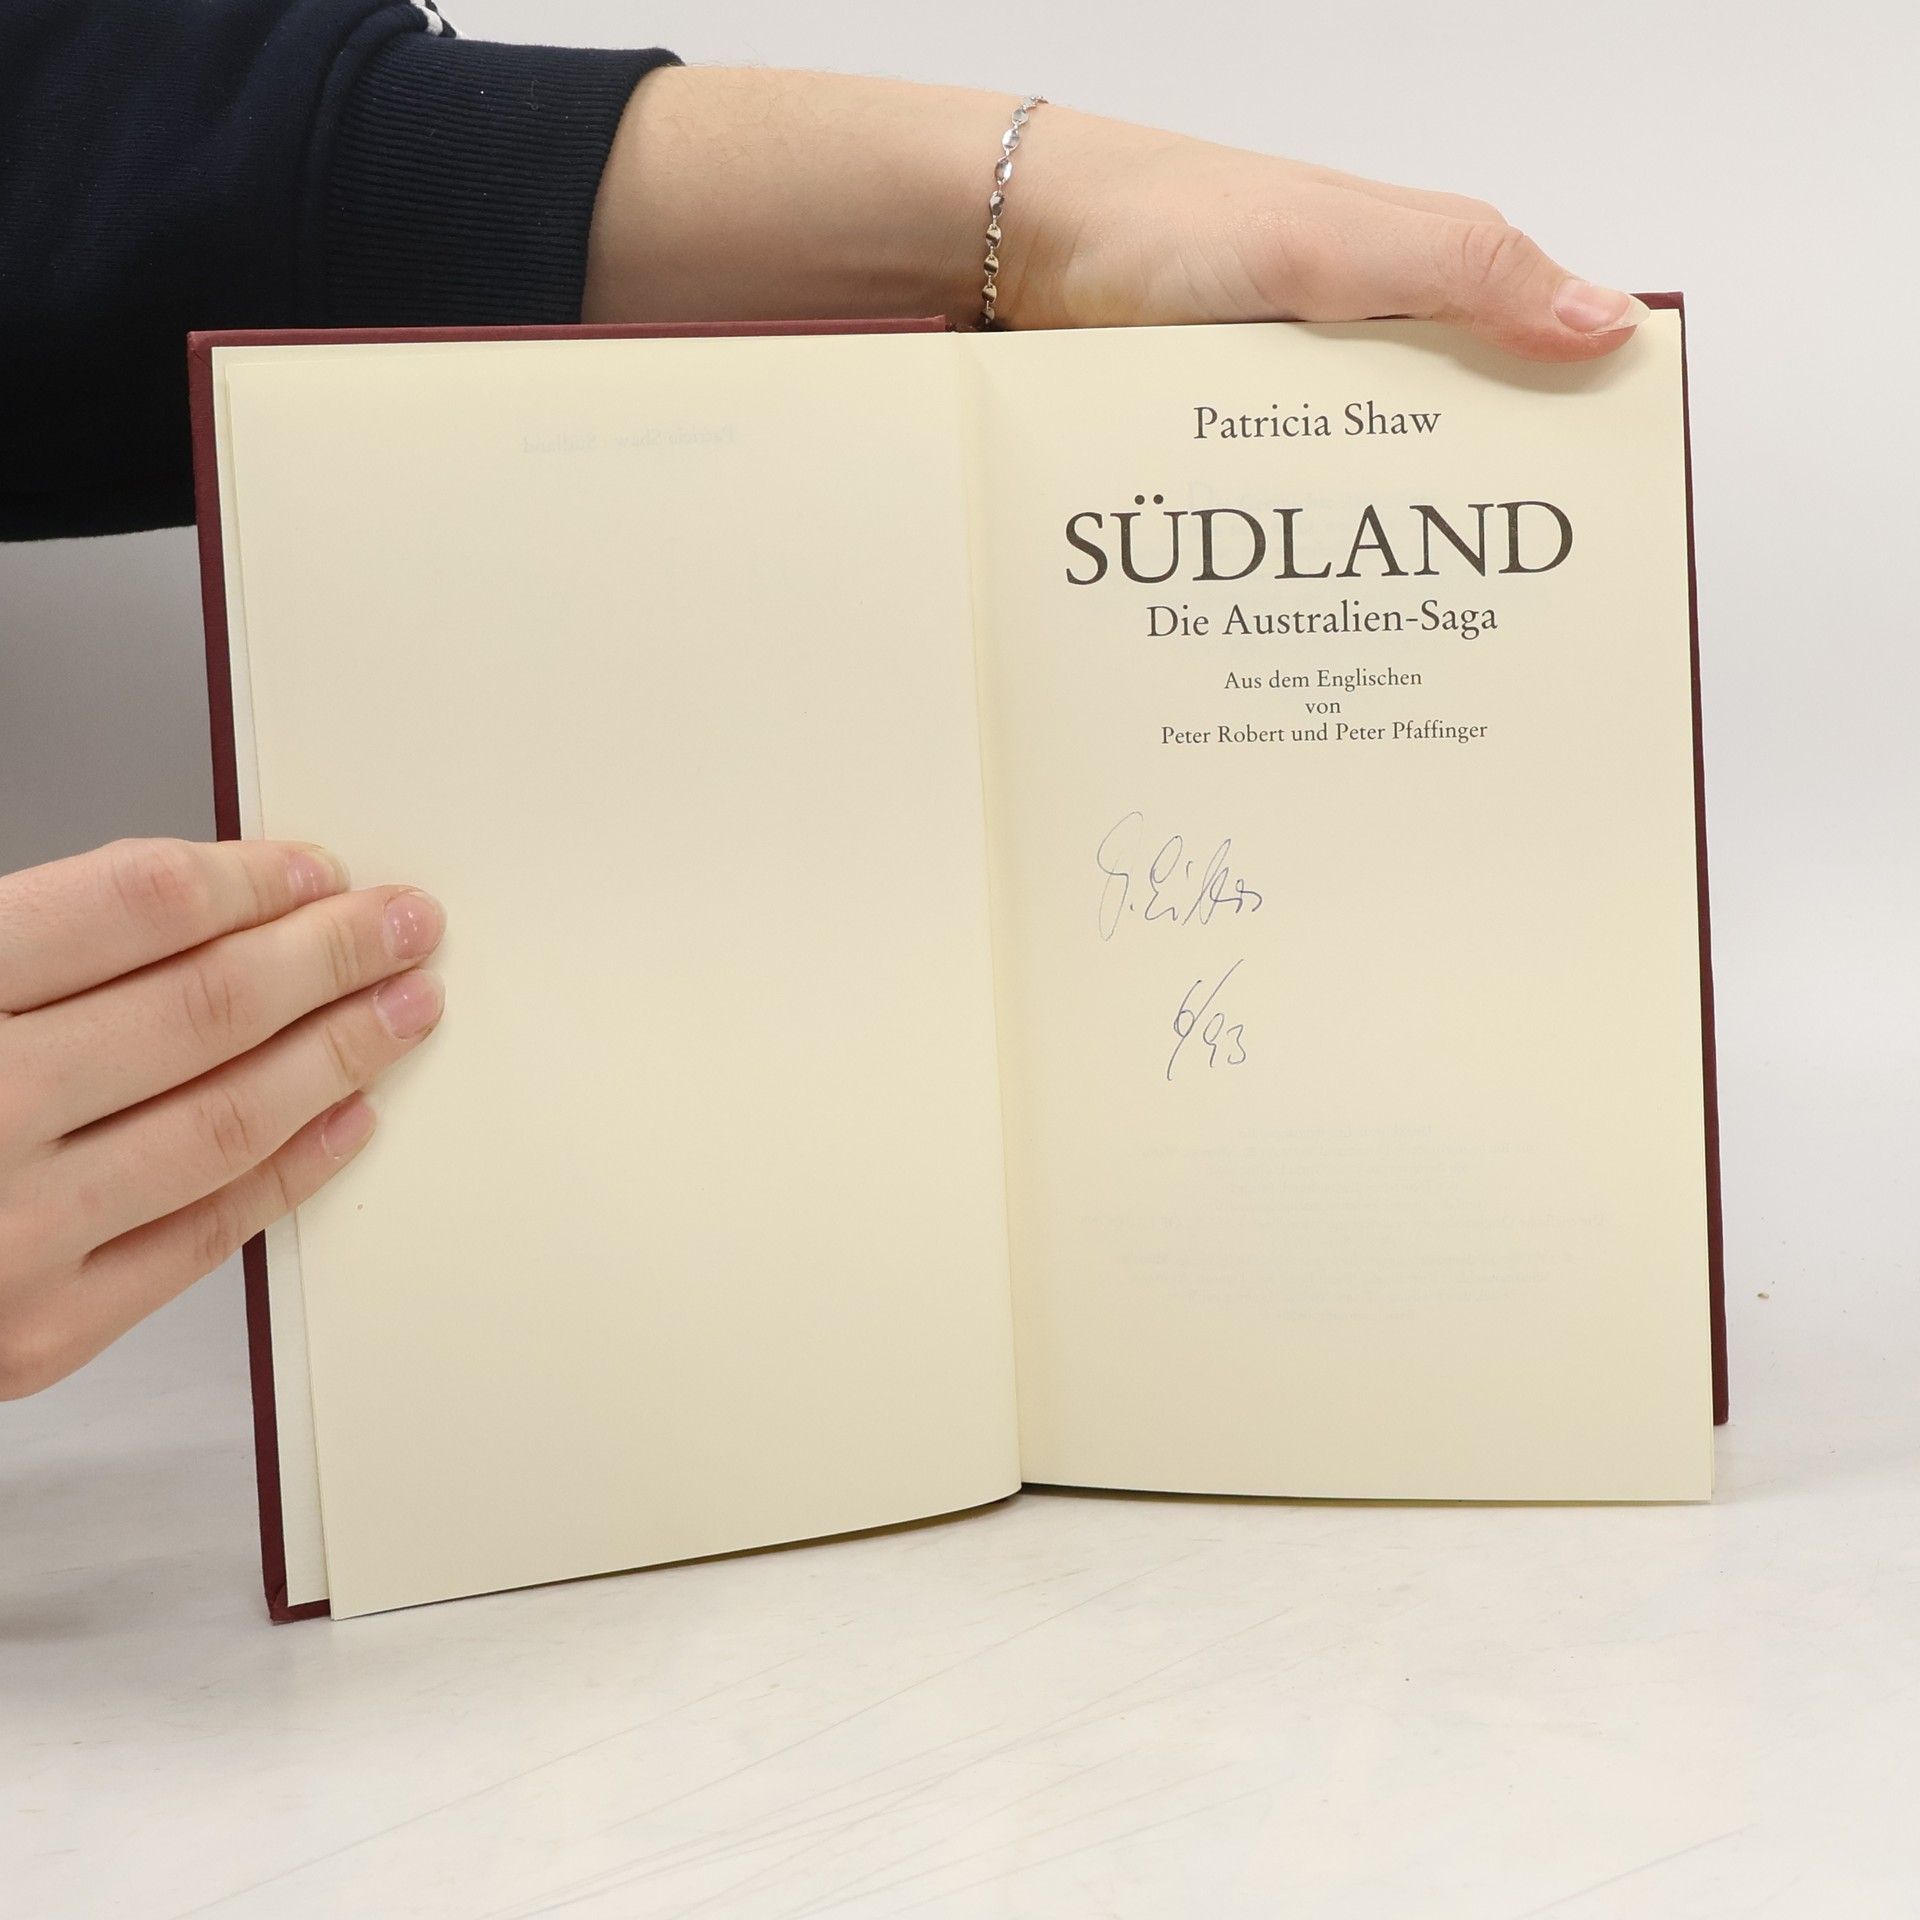 Patricia Shaw
SÜDLAND
Die Australien-Saga
Aus dem Englischen
von
Peter Robert und Peter Pfaffinger
6/93